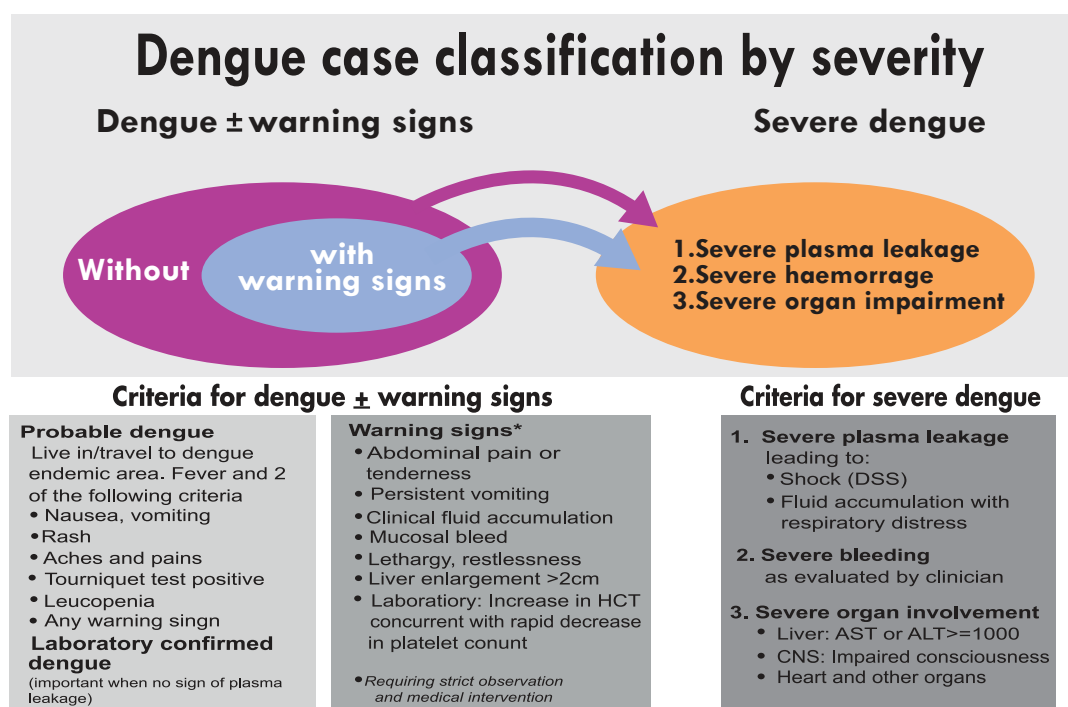 Dengue case classification by severity
Dengue ± warning signs
Severe dengue
Without
with
warning signs
1.Severe plasma leakage
2.Severe haemorrage
3.Severe organ impairment
Criteria for dengue ± warning signs
Probable dengue
Live in/travel to dengue
endemic area. Fever and 2
of the following criteria
• Nausea, vomiting
• Rash
• Aches and pains
• Tourniquet test positive
• Leucopenia
• Any warning singn
Laboratory confirmed
dengue
(important when no sign of plasma
leakage)
Warning signs*
• Abdominal pain or
tenderness
• Persistent vomiting
• Clinical fluid accumulation
• Mucosal bleed
• Lethargy, restlessness
• Liver enlargement >2cm
• Laboratiory: Increase in HCT
concurrent with rapid decrease
in platelet conunt
• Requiring strict observation
and medical intervention
Criteria for severe dengue
1. Severe plasma leakage
leading to:
• Shock (DSS)
• Fluid accumulation with
respiratory distress
2. Severe bleeding
as evaluated by clinician
3. Severe organ involvement
• Liver: AST or ALT>=1000
• CNS: Impaired consciousness
• Heart and other organs